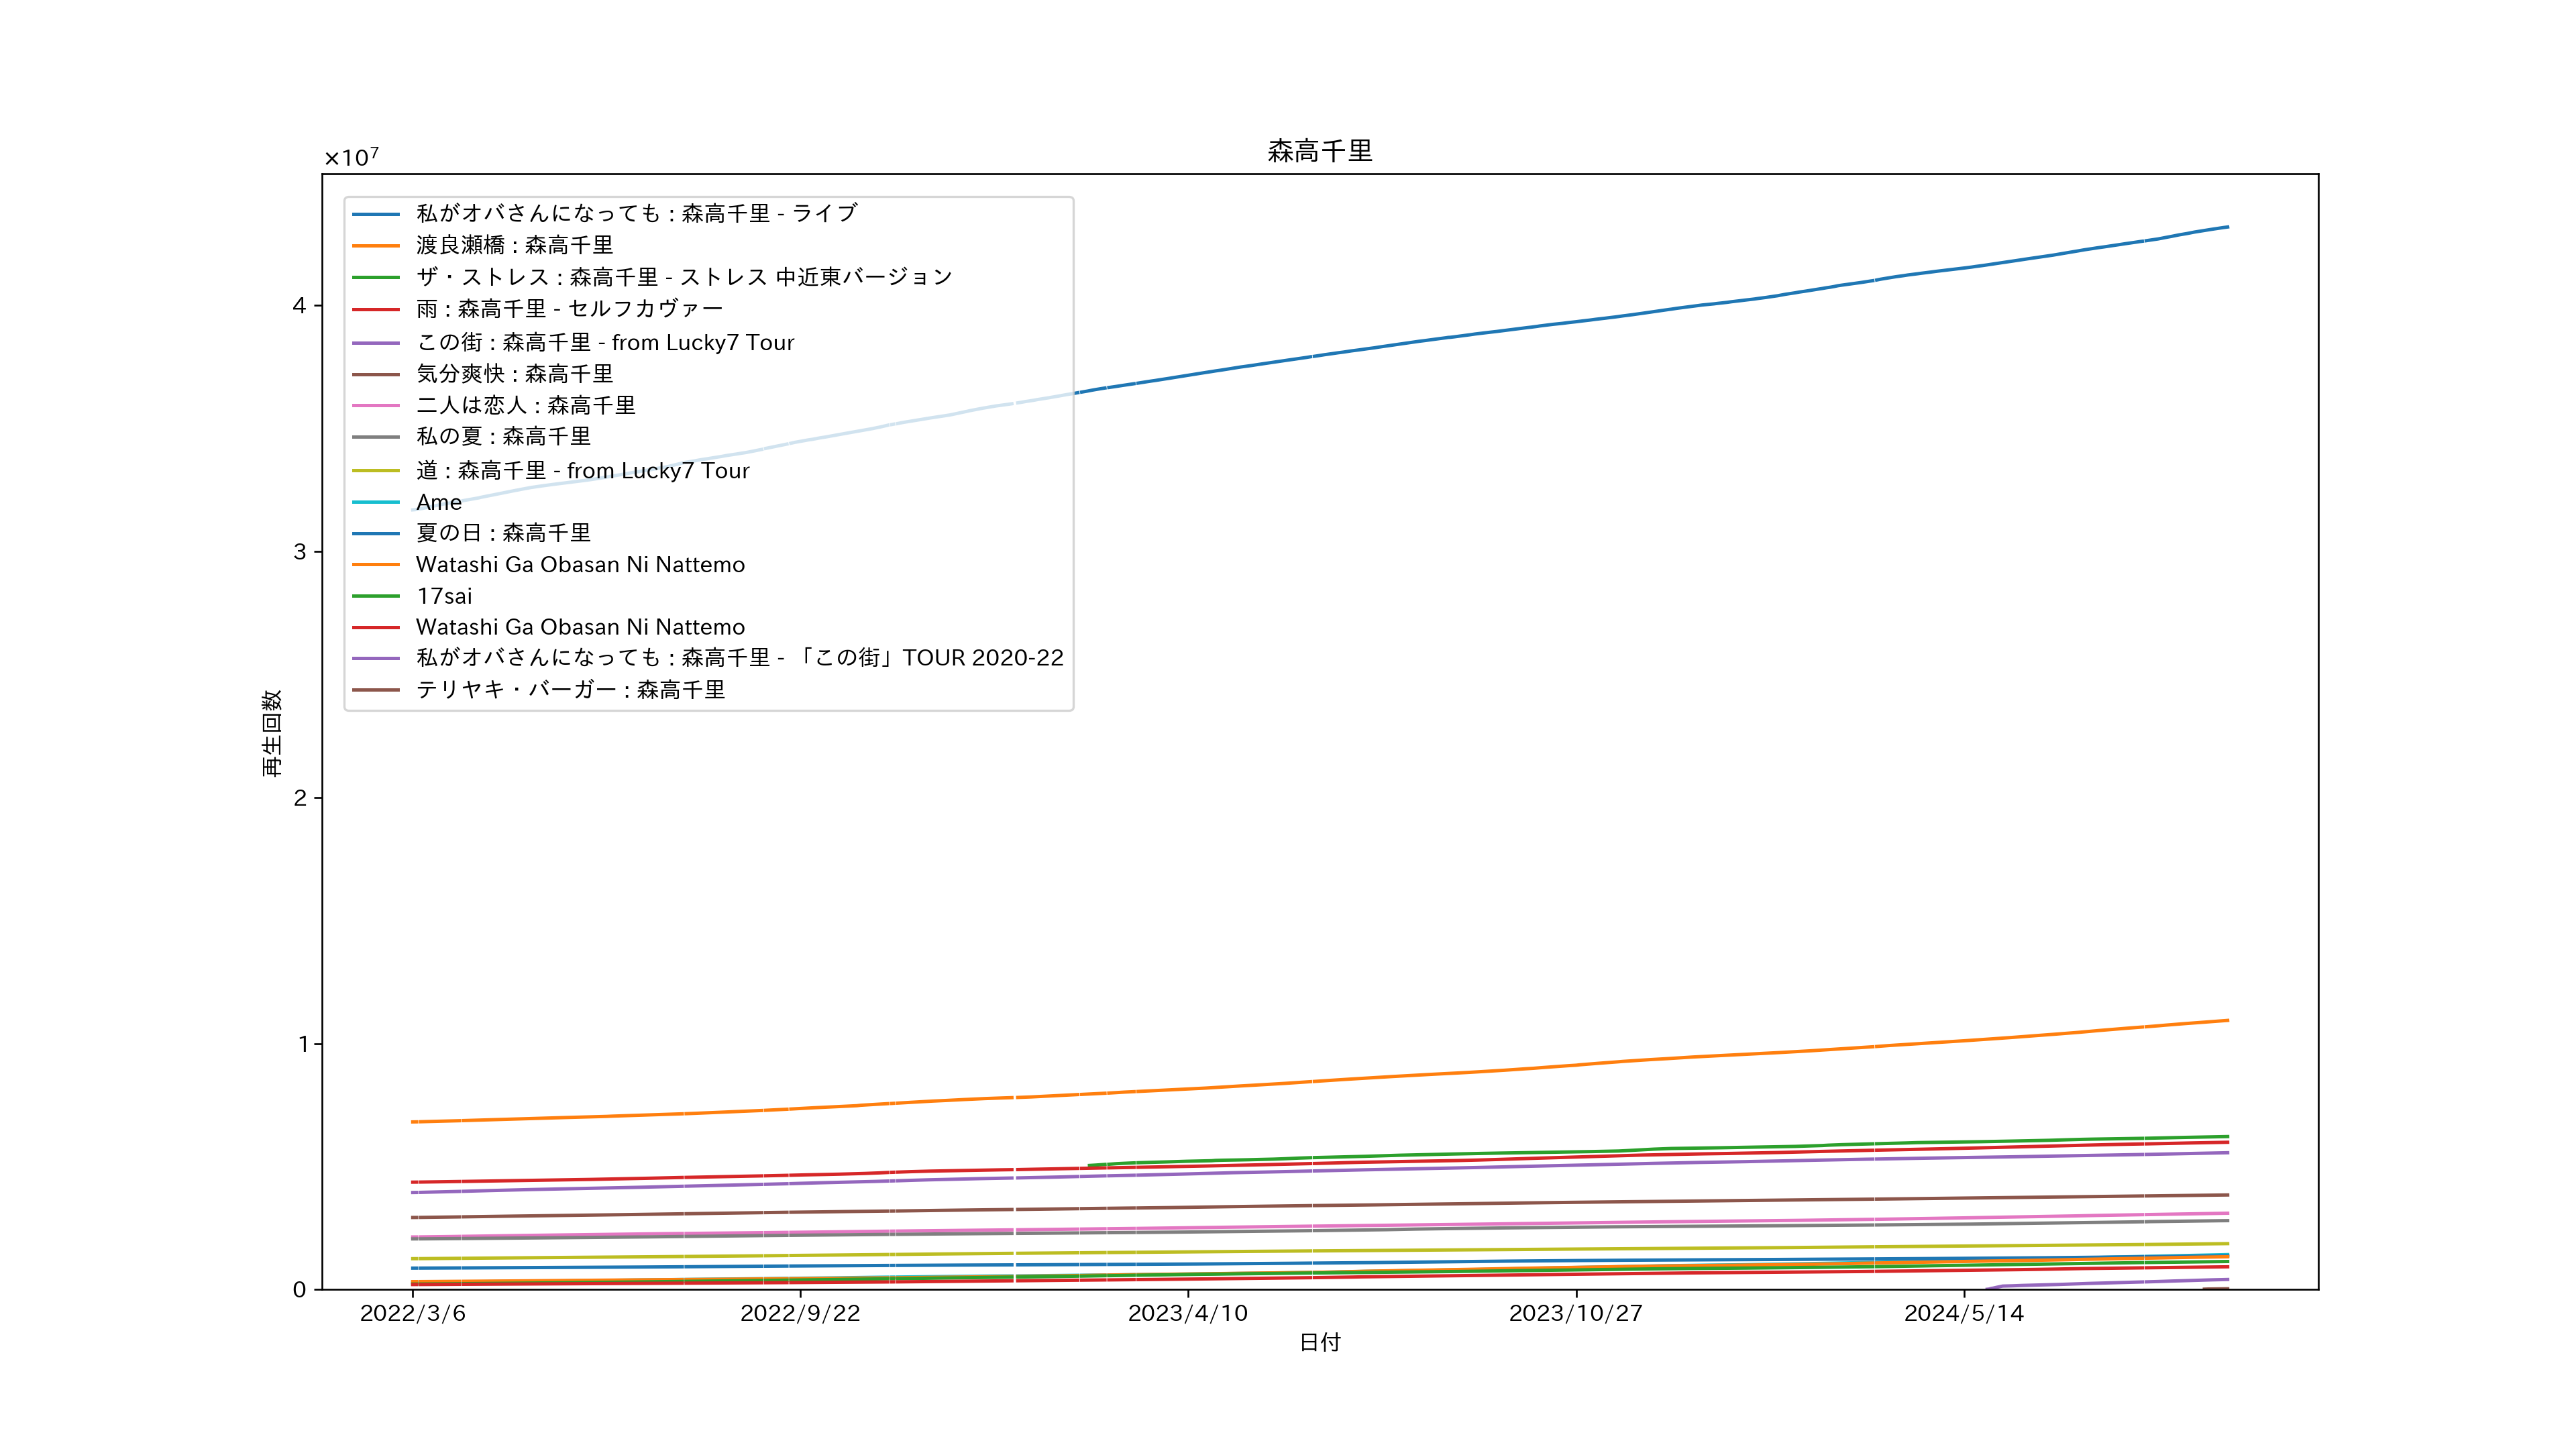 森高千里
×10⁷
私がオバさんになっても : 森高千里 - ライブ
渡良瀬橋 : 森高千里
ザ・ストレス : 森高千里 - ストレス 中近東バージョン
雨 : 森高千里 - セルフカヴァー
この街 : 森高千里 - from Lucky7 Tour
気分爽快 : 森高千里
二人は恋人 : 森高千里
私の夏 : 森高千里
道 : 森高千里 - from Lucky7 Tour
Ame
夏の日 : 森高千里
Watashi Ga Obasan Ni Nattemo
17sai
Watashi Ga Obasan Ni Nattemo
私がオバさんになっても : 森高千里 - 「この街」TOUR 2020-22
テリヤキ・バーガー : 森高千里
4
3
2
1
0
再生回数
2022/3/6 2022/9/22 2023/4/10 2023/10/27 2024/5/14
日付